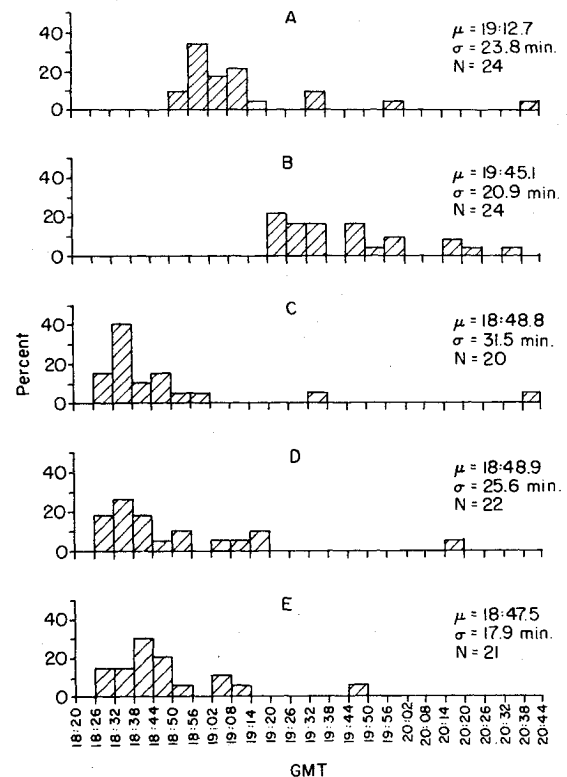 A
μ = 19:12.7
σ = 23.8 min.
N = 24
40
20
0
B
μ = 19:45.1
σ = 20.9 min.
N = 24
40
20
0
C
μ = 18:48.8
σ = 31.5 min.
N = 20
40
20
0
Percent
D
μ = 18:48.9
σ = 25.6 min.
N = 22
40
20
0
E
μ = 18:47.5
σ = 17.9 min.
N = 21
40
20
0
18:20 18:26 18:32 18:38 18:44 18:50 18:56 19:02 19:08 19:14 19:20 19:26 19:32 19:38 19:44 19:50 19:56 20:02 20:08 20:14 20:20 20:26 20:32 20:38 20:44
GMT